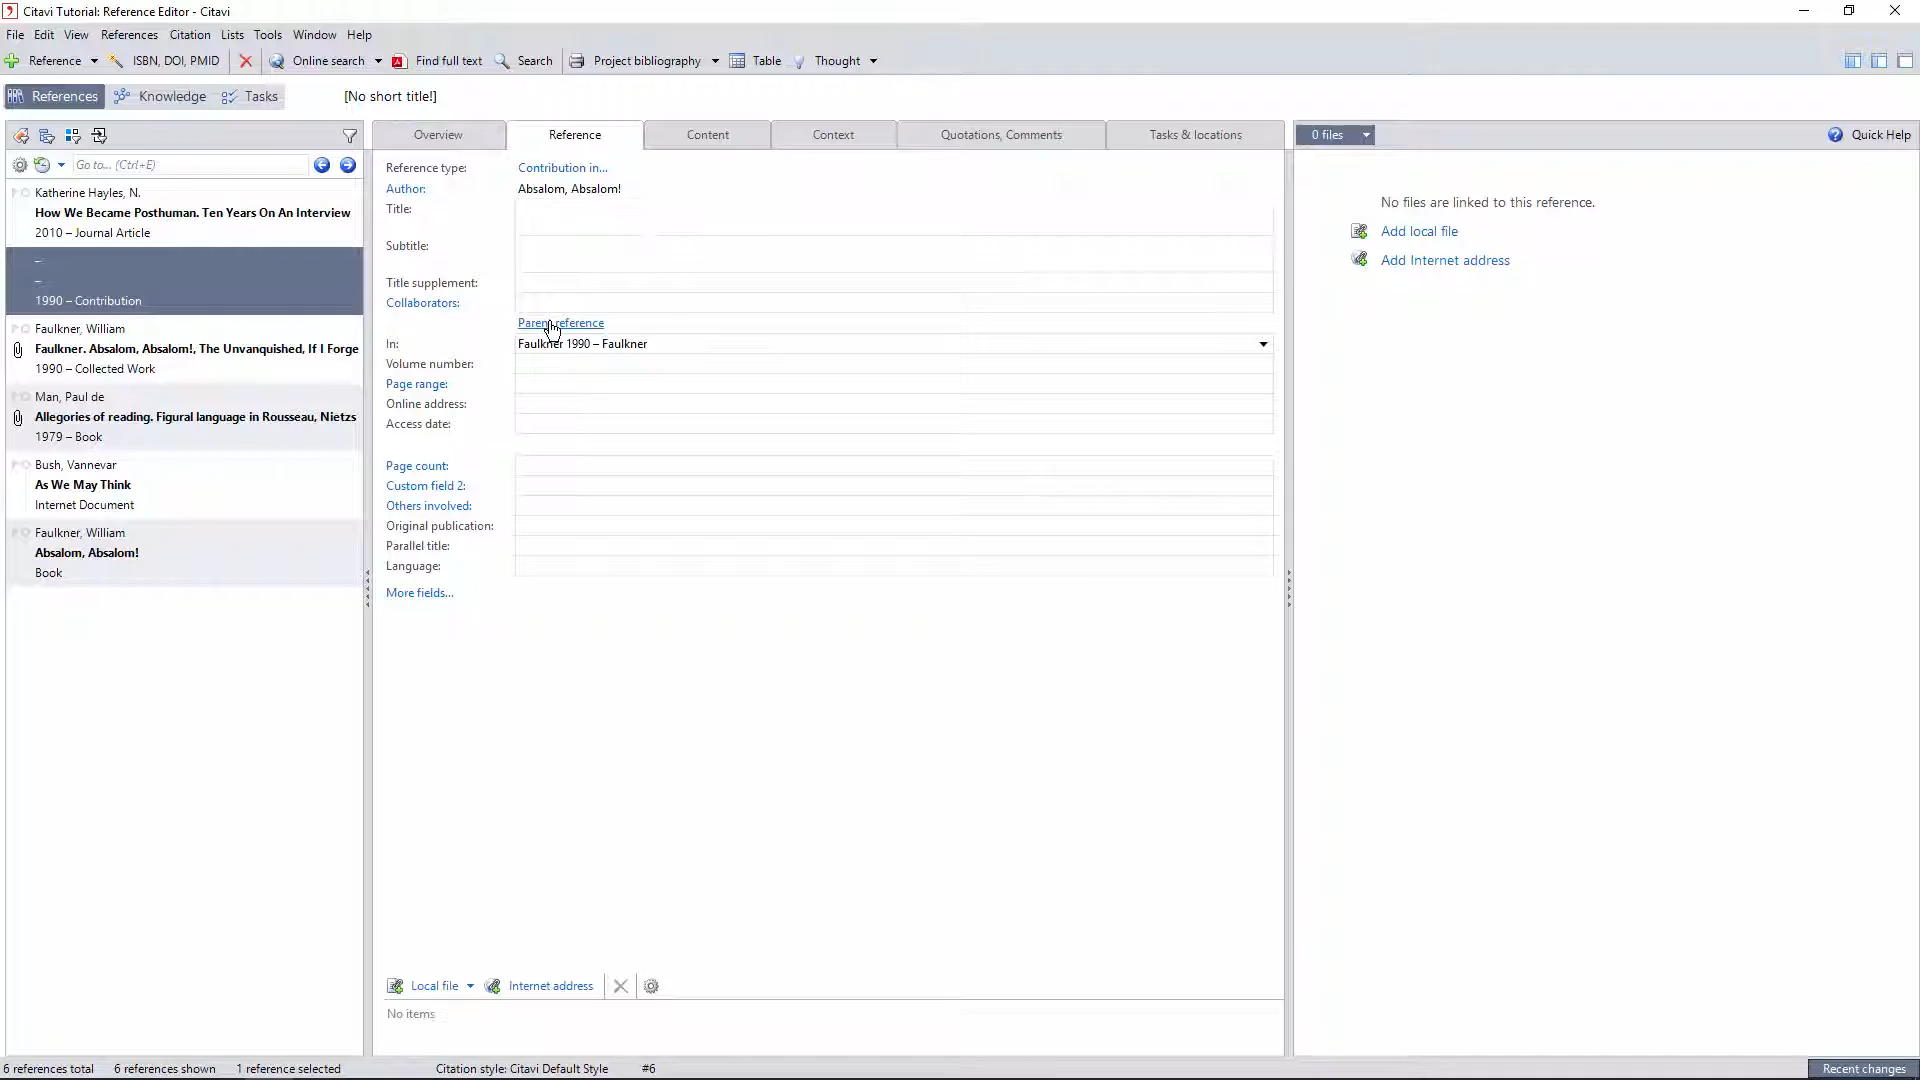 Citavi Tutorial: Reference Editor - Citavi
File Edit View References Citation Lists Tools Window Help
Reference ISBN, DOI, PMID Online search Find full text Search Project bibliography Table Thought
References Knowledge Tasks [No short title!]
Overview Reference Content Context Quotations, Comments Tasks & locations 0 files Quick Help
Go to... (Ctrl+E)
Katherine Hayles, N.
How We Became Posthuman. Ten Years On An Interview
2010 – Journal Article
–
–
1990 – Contribution
Faulkner, William
Faulkner. Absalom, Absalom!, The Unvanquished, If I Forge
1990 – Collected Work
Man, Paul de
Allegories of reading. Figural language in Rousseau, Nietzs
1979 – Book
Bush, Vannevar
As We May Think
Internet Document
Faulkner, William
Absalom, Absalom!
Book
Reference type: Contribution in...
Author: Absalom, Absalom!
Title:
Subtitle:
Title supplement:
Collaborators:
Parent reference
In: Faulkner 1990 – Faulkner
Volume number:
Page range:
Online address:
Access date:
Page count:
Custom field 2:
Others involved:
Original publication:
Parallel title:
Language:
More fields...
Local file Internet address
No items
No files are linked to this reference.
Add local file
Add Internet address
6 references total 6 references shown 1 reference selected Citation style: Citavi Default Style #6 Recent changes